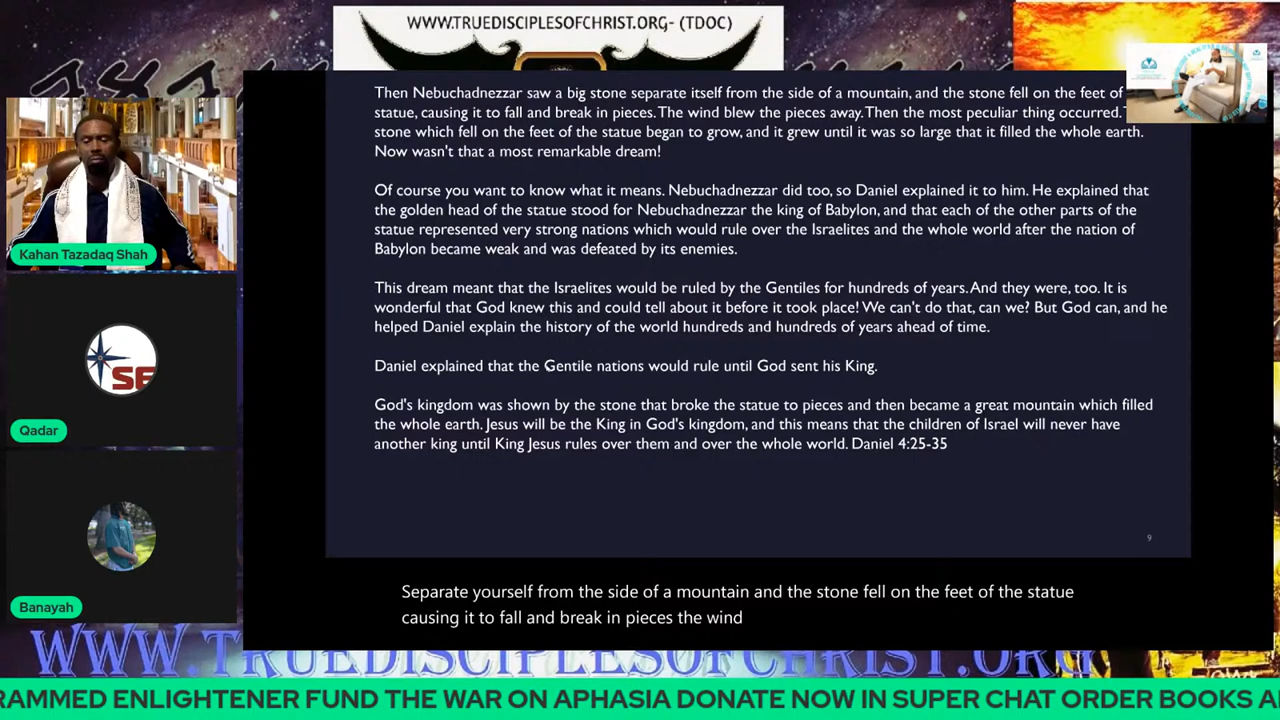 WWW.TRUEDISCIPLESOFCHRIST.ORG- (TDOC)
Then Nebuchadnezzar saw a big stone separate itself from the side of a mountain, and the stone fell on the feet of
statue, causing it to fall and break in pieces. The wind blew the pieces away. Then the most peculiar thing occurred.
stone which fell on the feet of the statue began to grow, and it grew until it was so large that it filled the whole earth.
Now wasn't that a most remarkable dream!
Of course you want to know what it means. Nebuchadnezzar did too, so Daniel explained it to him. He explained that
the golden head of the statue stood for Nebuchadnezzar the king of Babylon, and that each of the other parts of the
statue represented very strong nations which would rule over the Israelites and the whole world after the nation of
Babylon became weak and was defeated by its enemies.
This dream meant that the Israelites would be ruled by the Gentiles for hundreds of years. And they were, too. It is
wonderful that God knew this and could tell about it before it took place! We can't do that, can we? But God can, and he
helped Daniel explain the history of the world hundreds and hundreds of years ahead of time.
Daniel explained that the Gentile nations would rule until God sent his King.
God's kingdom was shown by the stone that broke the statue to pieces and then became a great mountain which filled
the whole earth. Jesus will be the King in God's kingdom, and this means that the children of Israel will never have
another king until King Jesus rules over them and over the whole world. Daniel 4:25-35
9
Kahan Tazadaq Shah
SE
Qadar
Banayah
Separate yourself from the side of a mountain and the stone fell on the feet of the statue
causing it to fall and break in pieces the wind
WWW.TRUEDISCIPLESOFCHRIST.ORG
RAMMED ENLIGHTENER FUND THE WAR ON APHASIA DONATE NOW IN SUPER CHAT ORDER BOOKS A